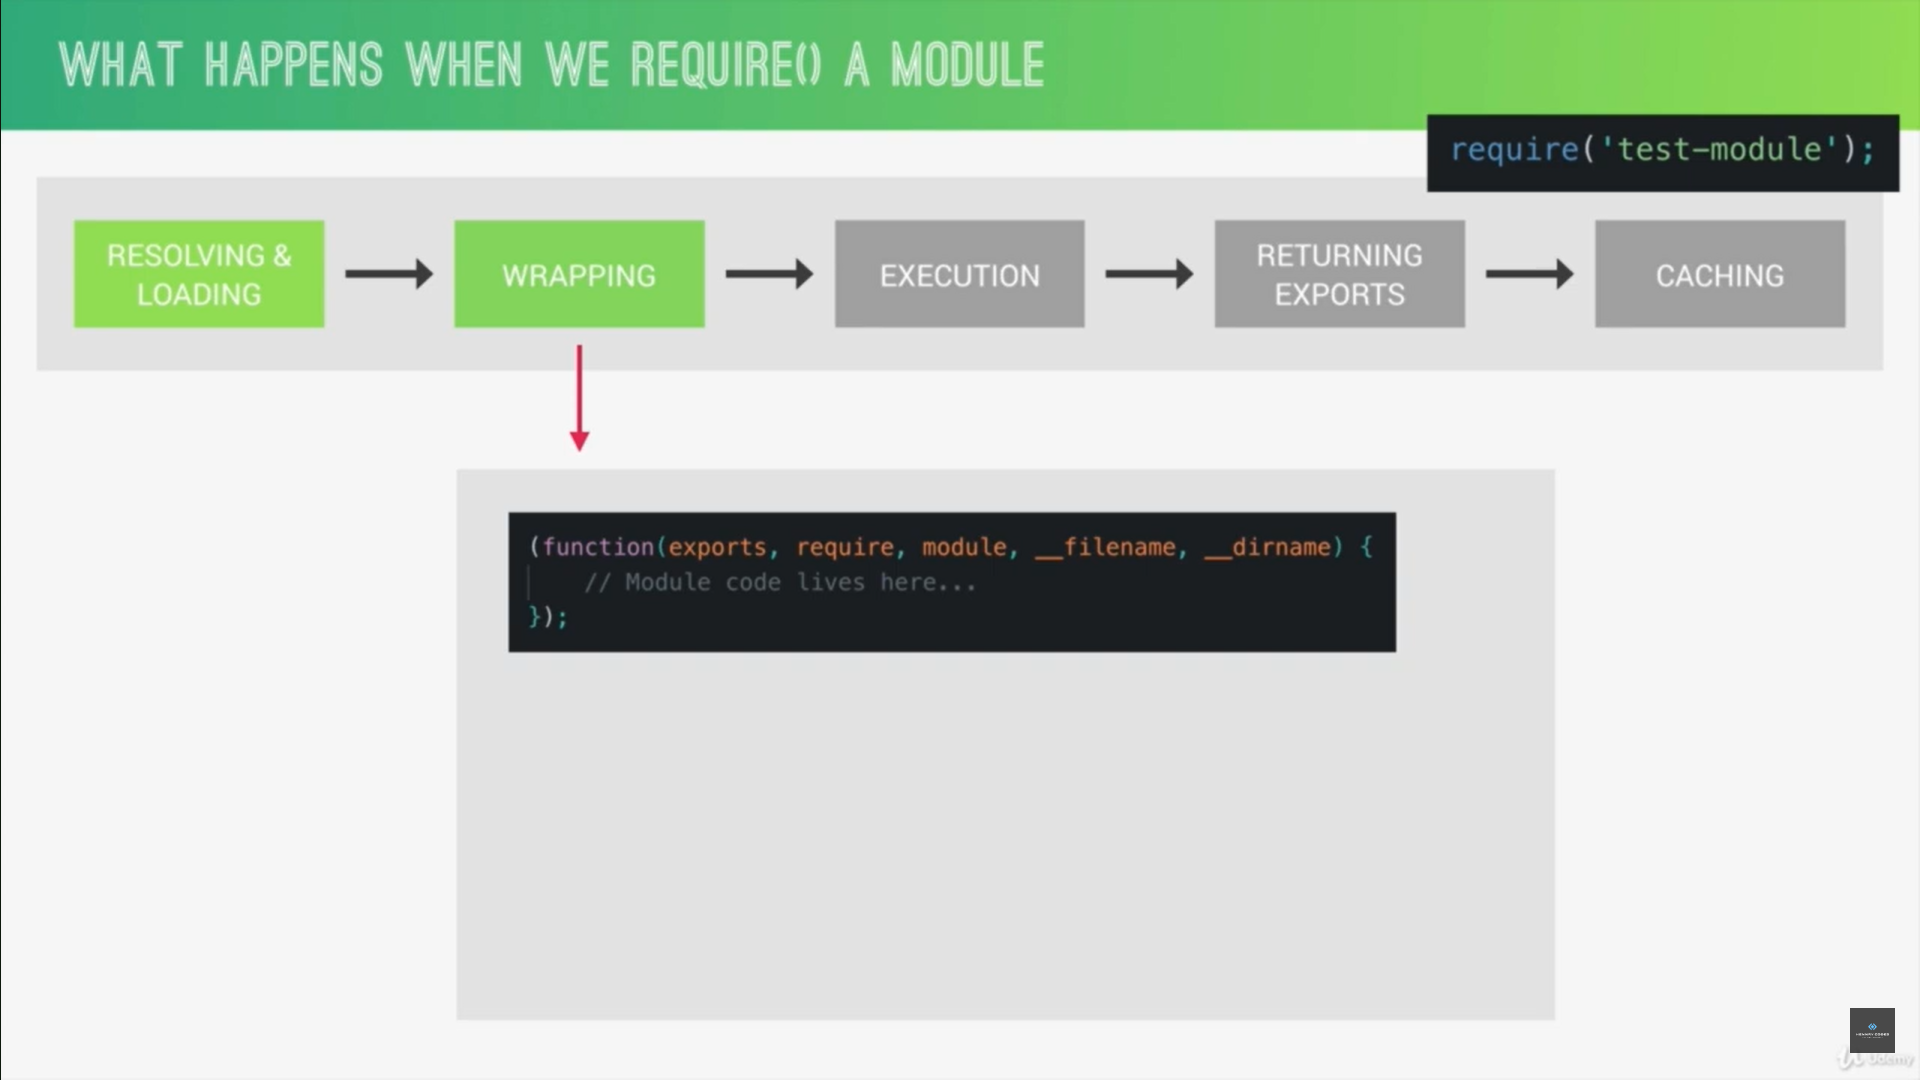 WHAT HAPPENS WHEN WE REQUIRE() A MODULE
require('test-module');
RESOLVING &
LOADING
WRAPPING
EXECUTION
RETURNING
EXPORTS
CACHING
(function(exports, require, module, __filename, __dirname) {
// Module code lives here...
});
Udemy